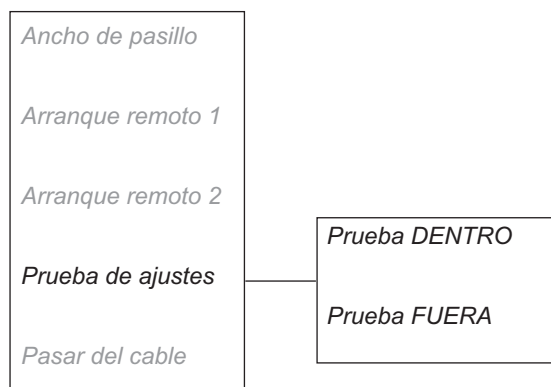 Ancho de pasillo
Arranque remoto 1
Arranque remoto 2
Prueba de ajustes
Pasar del cable
Prueba DENTRO
Prueba FUERA